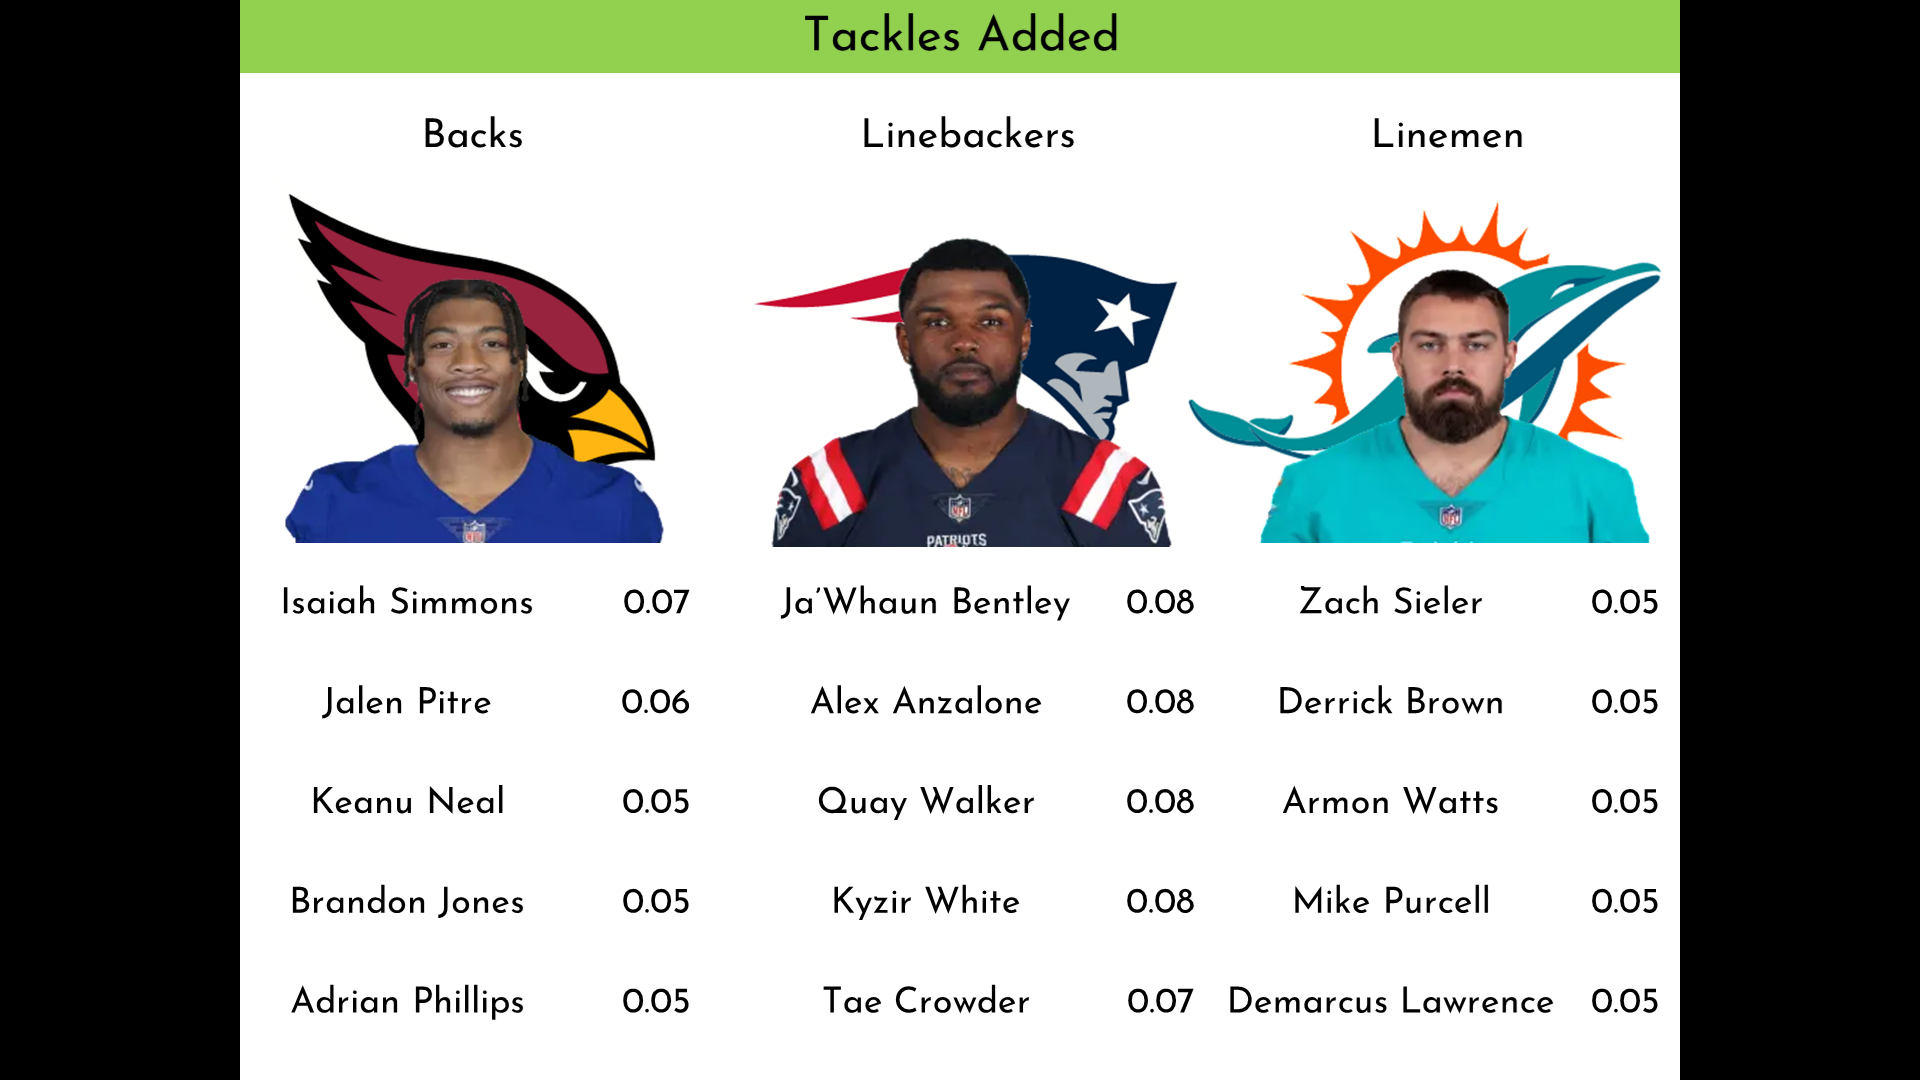 Tackles Added
Backs Linebackers Linemen
NFL NFL NFL
PATRIOTS
Isaiah Simmons 0.07 Ja'Whaun Bentley 0.08 Zach Sieler 0.05
Jalen Pitre 0.06 Alex Anzalone 0.08 Derrick Brown 0.05
Keanu Neal 0.05 Quay Walker 0.08 Armon Watts 0.05
Brandon Jones 0.05 Kyzir White 0.08 Mike Purcell 0.05
Adrian Phillips 0.05 Tae Crowder 0.07 Demarcus Lawrence 0.05